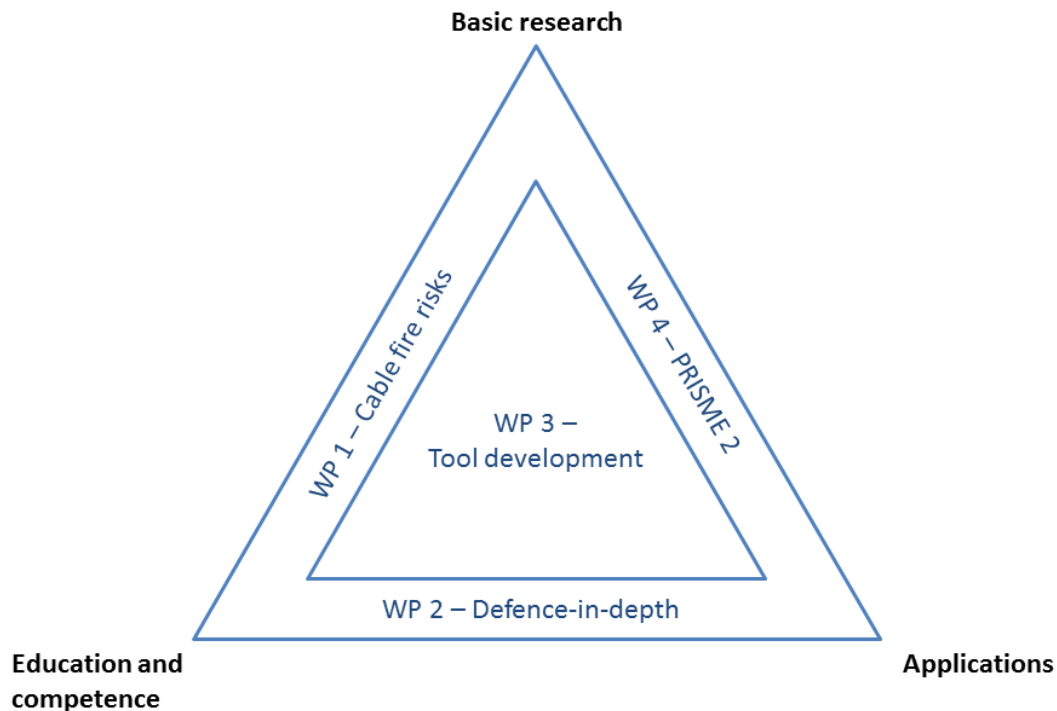 Basic research
WP 1 – Cable fire risks
WP 4 – PRISME 2
WP 3 –
Tool development
WP 2 – Defence-in-depth
Education and
competence
Applications